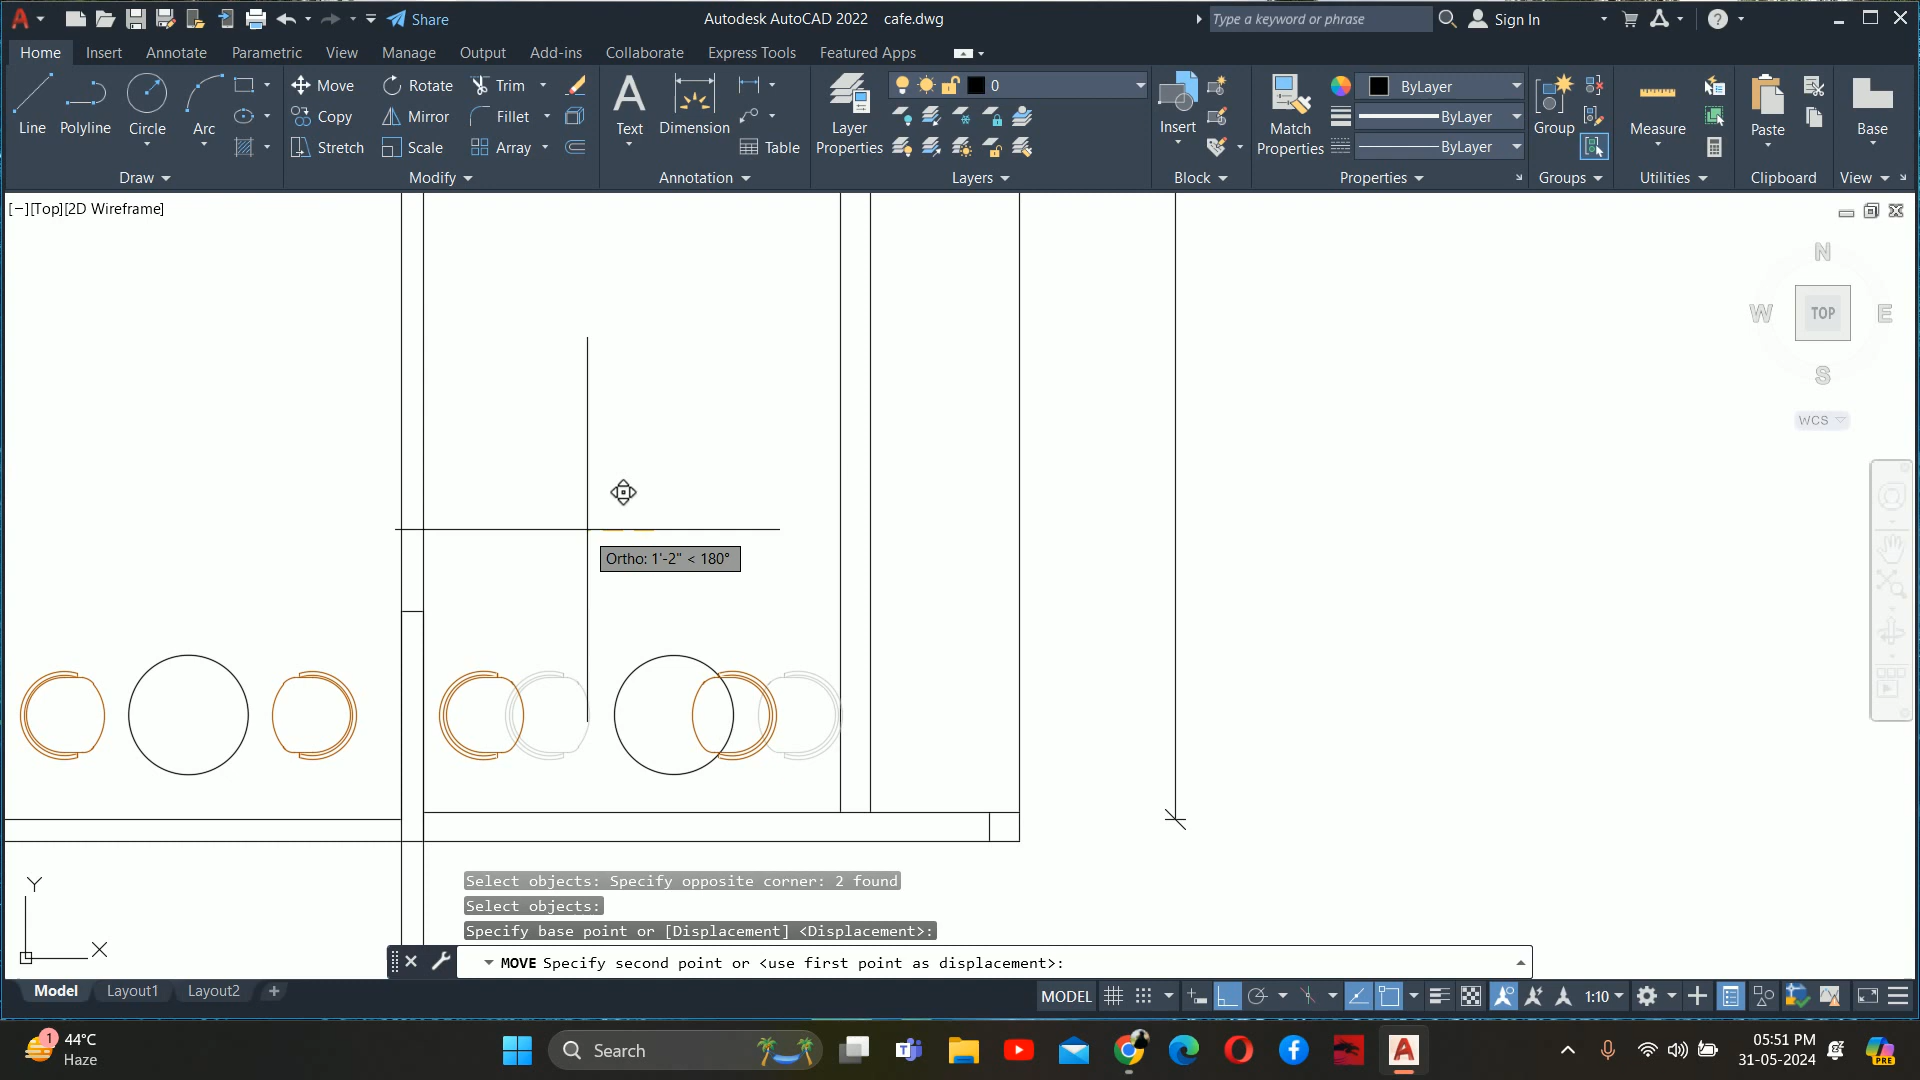 Share
Autodesk AutoCAD 2022 cafe.dwg
Type a keyword or phrase
Sign In
Home Insert Annotate Parametric View Manage Output Add-ins Collaborate Express Tools Featured Apps
Line Polyline Circle Arc
Draw
Move Rotate Trim
Copy Mirror Fillet
Stretch Scale Array
Modify
Text Dimension Table
Annotation
Layer
Properties
0
Layers
Insert
Block
Match
Properties
ByLayer
ByLayer
ByLayer
Properties
Group
Groups
Measure
Utilities
Paste
Clipboard
Base
View
[−][Top][2D Wireframe]
N
W TOP E
S
WCS
Ortho: 1'-2" < 180°
Y
X
Select objects: Specify opposite corner: 2 found
Select objects:
Specify base point or [Displacement] <Displacement>:
MOVE Specify second point or <use first point as displacement>:
Model Layout1 Layout2
MODEL
1:10
1
44°C
Haze
Search
05:51 PM
31-05-2024
PRE